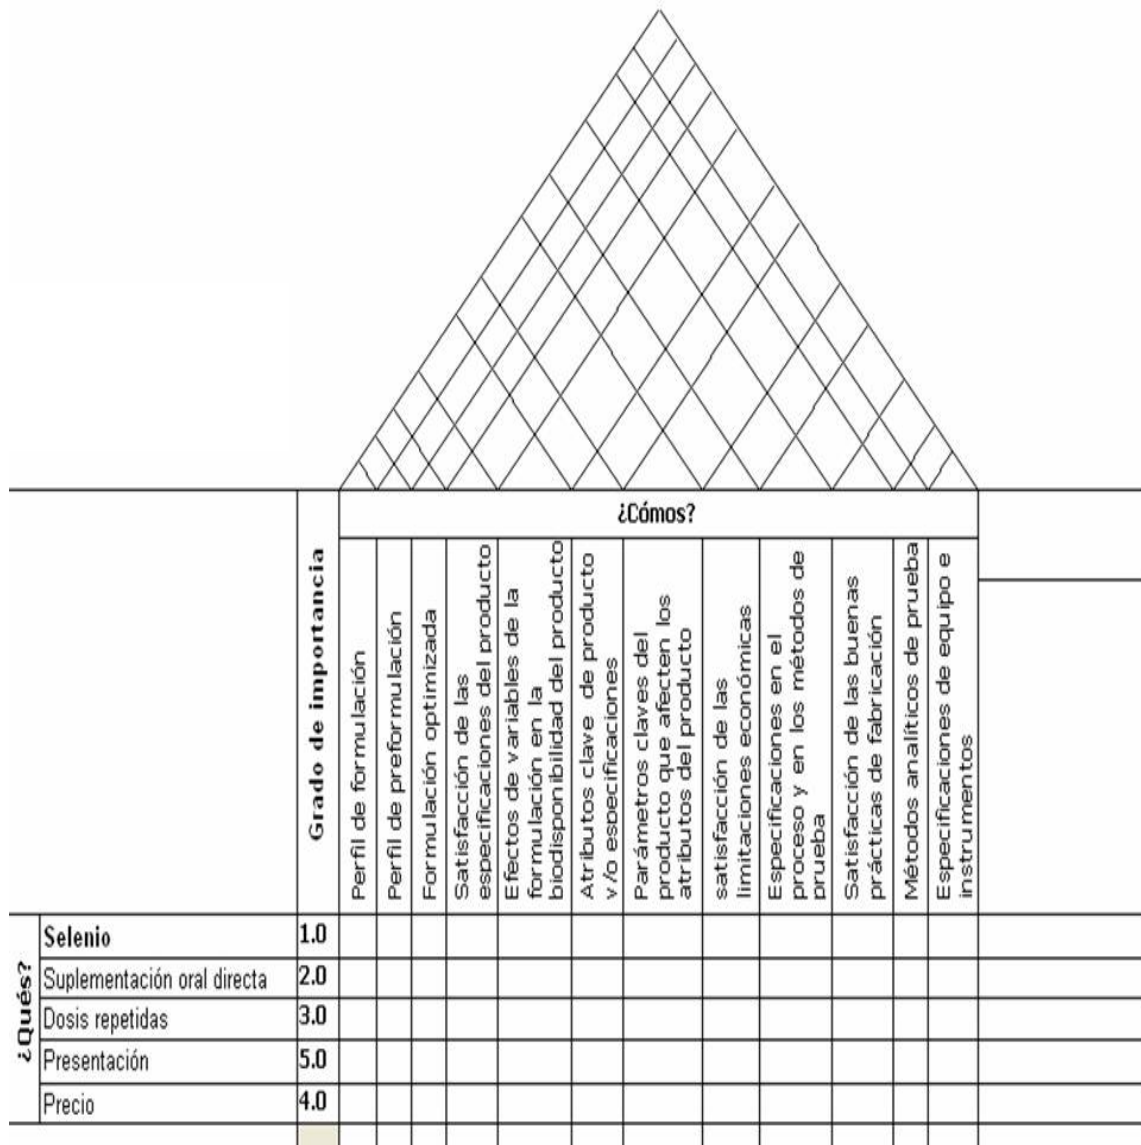 ¿Cómos?
Grado de importancia
Perfil de formulación
Perfil de preformulación
Formulación optimizada
Satisfacción de las
especificaciones del producto
Efectos de variables de la
formulación en la
biodisponibilidad del producto
Atributos clave de producto
y/o especificaciones
Parámetros claves del
producto que afecten los
atributos del producto
satisfacción de las
limitaciones económicas
Especificaciones en el
proceso y en los métodos de
prueba
Satisfacción de las buenas
prácticas de fabricación
Métodos analíticos de prueba
Especificaciones de equipo e
instrumentos
¿Qués?
Selenio 1.0
Suplementación oral directa 2.0
Dosis repetidas 3.0
Presentación 5.0
Precio 4.0